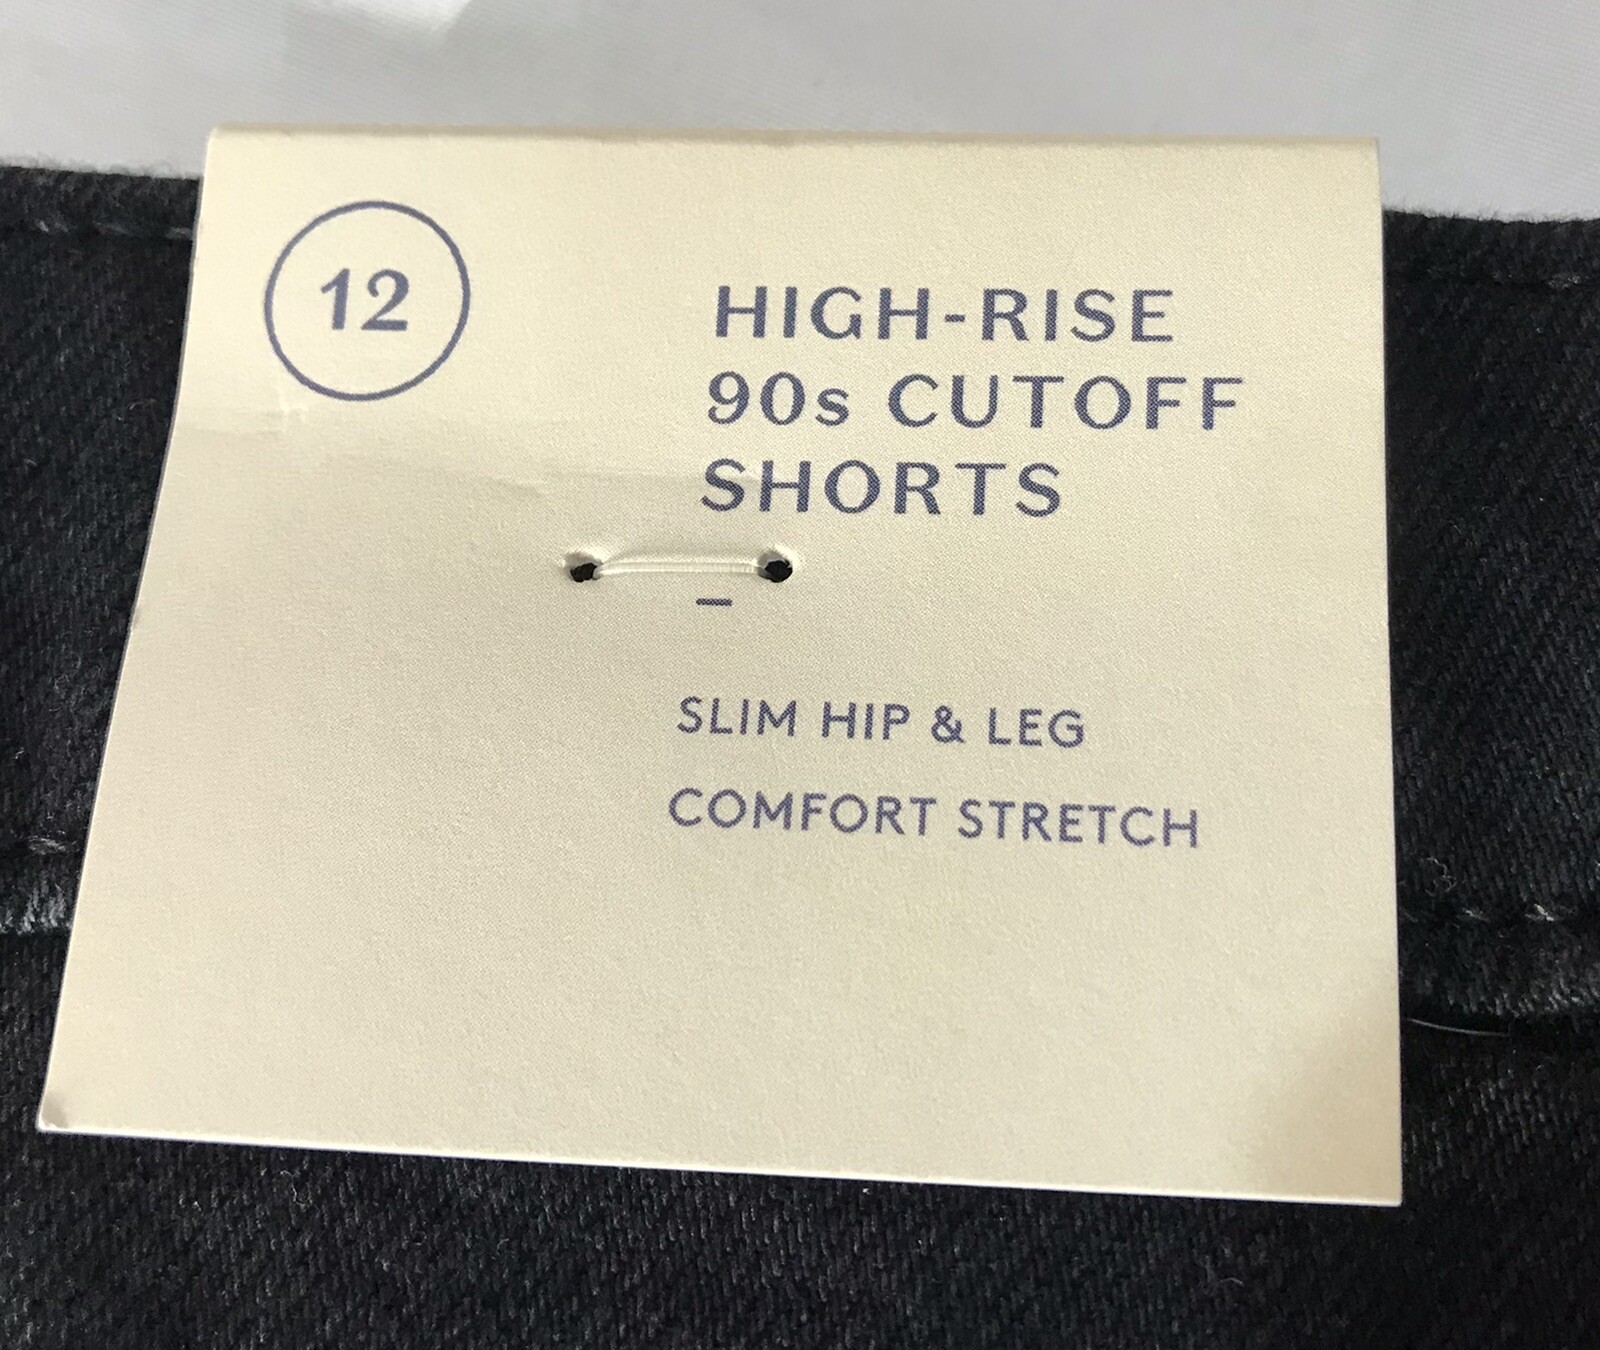 12
HIGH-RISE
90s CUTOFF
SHORTS
–
SLIM HIP & LEG
COMFORT STRETCH